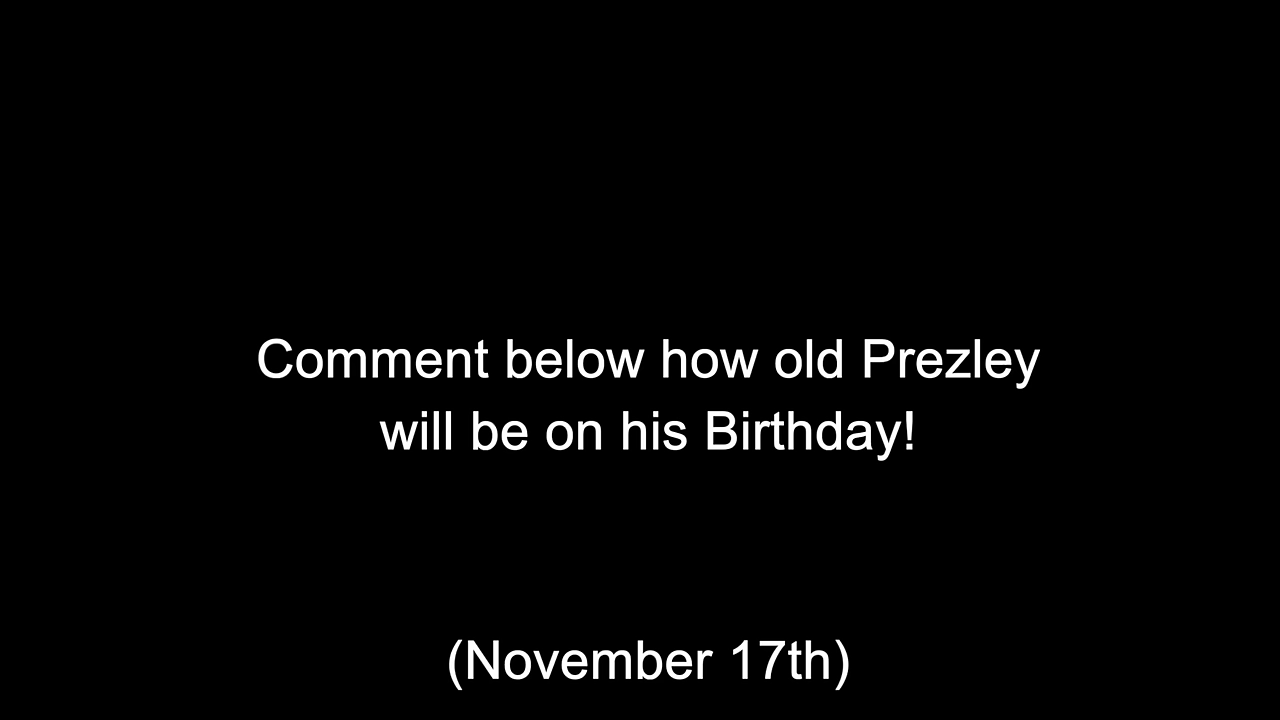 Comment below how old Prezley
will be on his Birthday!
(November 17th)